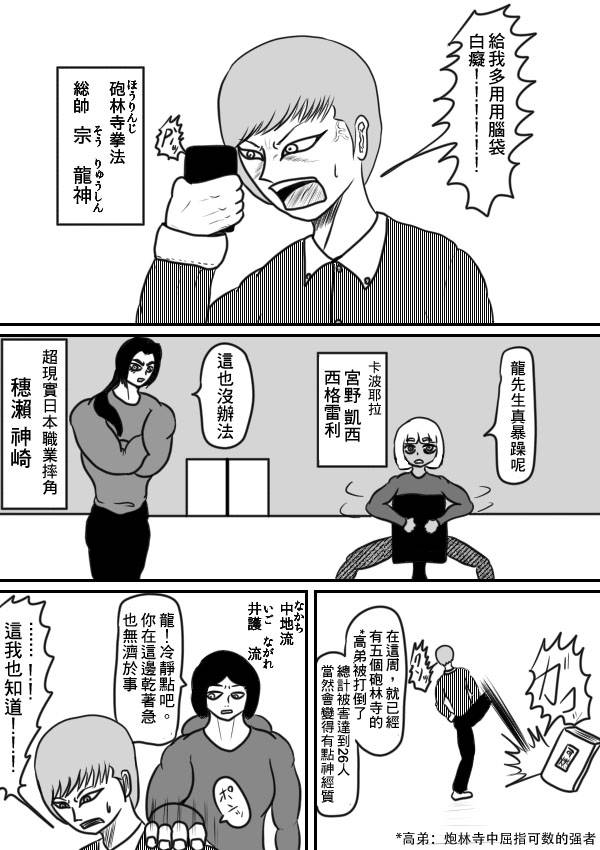 給我多用用腦袋
白癡!!!!!!
砲林寺拳法
ほうりんじ
総帥 宗 龍神
そう りゅうしん
龍先生真暴躁呢
卡波耶拉
宮野 凱西
西格雷利
這也沒辦法
超現實日本職業摔角
穗瀨 神崎
在這周，就已經
有五個砲林寺的
*高弟被打倒了
總計被害達到26人
當然會變得有點神經質
*高弟：炮林寺中屈指可数的强者
中地流
なかち
井護 流
いご ながれ
龍！冷靜點吧。
你在這邊乾著急
也無濟於事
ポンッ
……!!
這我也知道!!!!